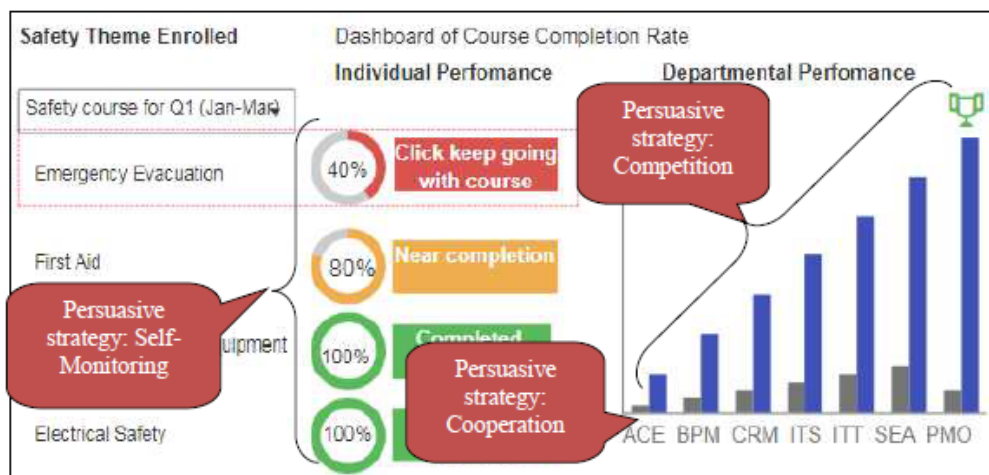 Safety Theme Enrolled
Dashboard of Course Completion Rate
Individual Perfomance
Departmental Perfomance
Safety course for Q1 (Jan-Mar)
Emergency Evacuation
40%
Click keep going
with course
Persuasive
strategy:
Competition
First Aid
80%
Near completion
Persuasive
strategy: Self-
Monitoring
uipment
100%
Completed
Persuasive
strategy:
Cooperation
Electrical Safety
100%
ACE BPM CRM ITS ITT SEA PMO